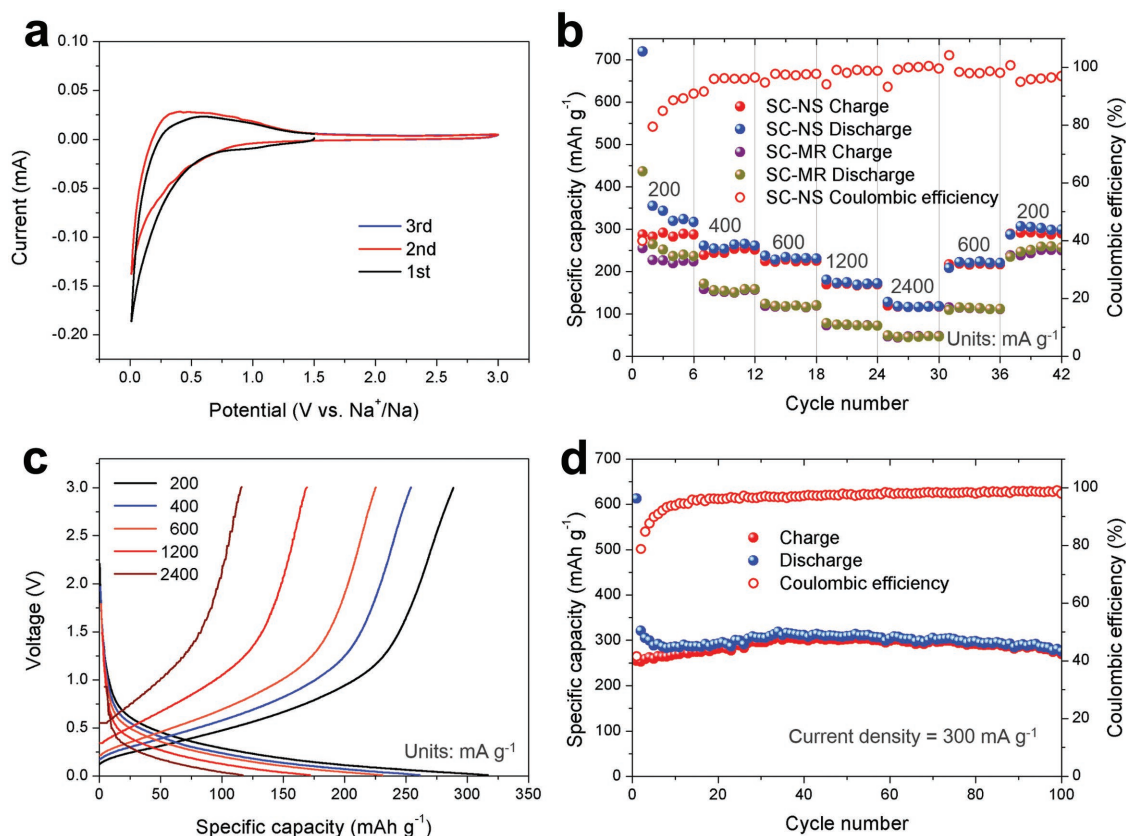 a
0.10
0.05
0.00
-0.05
-0.10
-0.15
-0.20
Current (mA)
3rd
2nd
1st
0.0 0.5 1.0 1.5 2.0 2.5 3.0
Potential (V vs. Na⁺/Na)
b
700
600
500
400
300
200
100
0
Specific capacity (mAh g⁻¹)
SC-NS Charge
SC-NS Discharge
SC-MR Charge
SC-MR Discharge
SC-NS Coulombic efficiency
200
400
600
1200
2400
600
200
Units: mA g⁻¹
100
80
60
40
20
0
Coulombic efficiency (%)
0 6 12 18 24 30 36 42
Cycle number
c
3.0
2.5
2.0
1.5
1.0
0.5
0.0
Voltage (V)
200
400
600
1200
2400
Units: mA g⁻¹
0 50 100 150 200 250 300 350
Specific capacity (mAh g⁻¹)
d
700
600
500
400
300
200
100
0
Specific capacity (mAh g⁻¹)
Charge
Discharge
Coulombic efficiency
Current density = 300 mA g⁻¹
100
80
60
40
20
0
Coulombic efficiency (%)
0 20 40 60 80 100
Cycle number